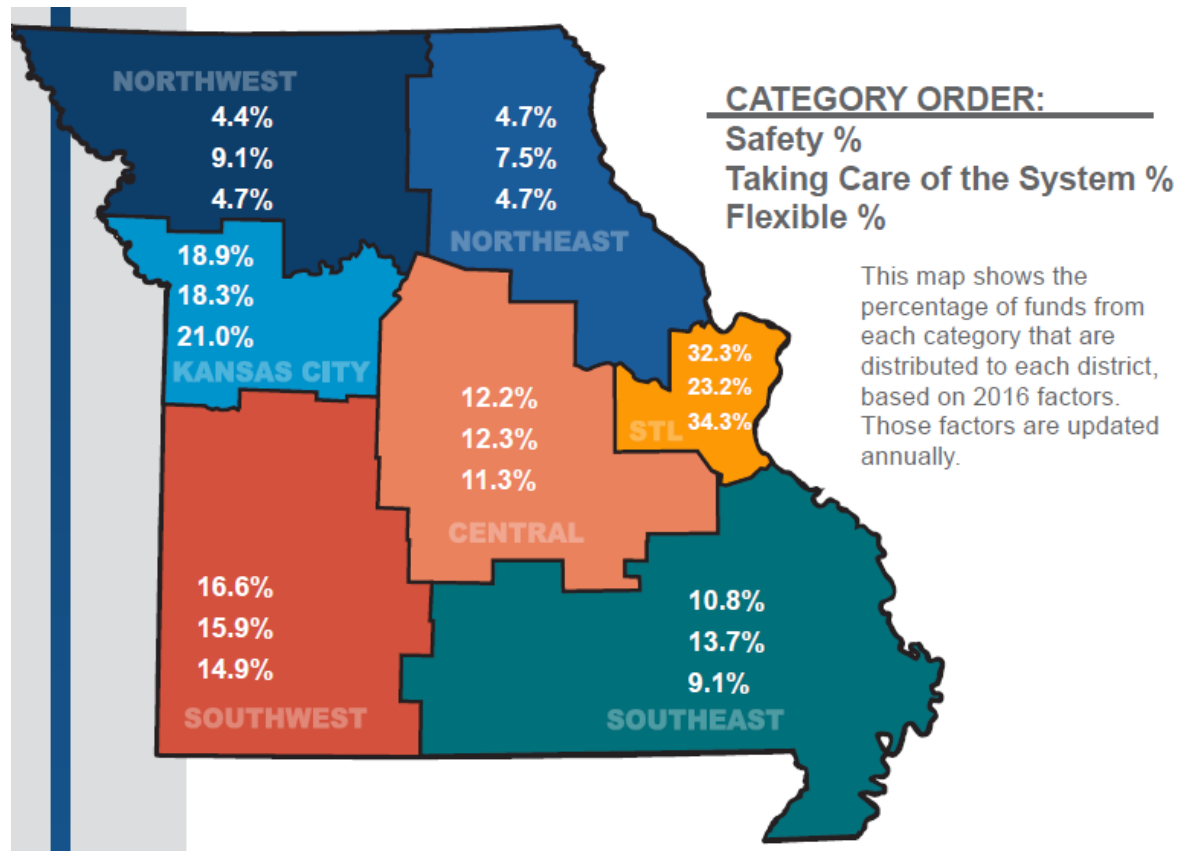 NORTHWEST
4.4%
9.1%
4.7%
4.7%
7.5%
4.7%
NORTHEAST
CATEGORY ORDER:
Safety %
Taking Care of the System %
Flexible %
This map shows the
percentage of funds from
each category that are
distributed to each district,
based on 2016 factors.
Those factors are updated
annually.
18.9%
18.3%
21.0%
KANSAS CITY
12.2%
12.3%
11.3%
CENTRAL
32.3%
23.2%
34.3%
STL
16.6%
15.9%
14.9%
SOUTHWEST
10.8%
13.7%
9.1%
SOUTHEAST